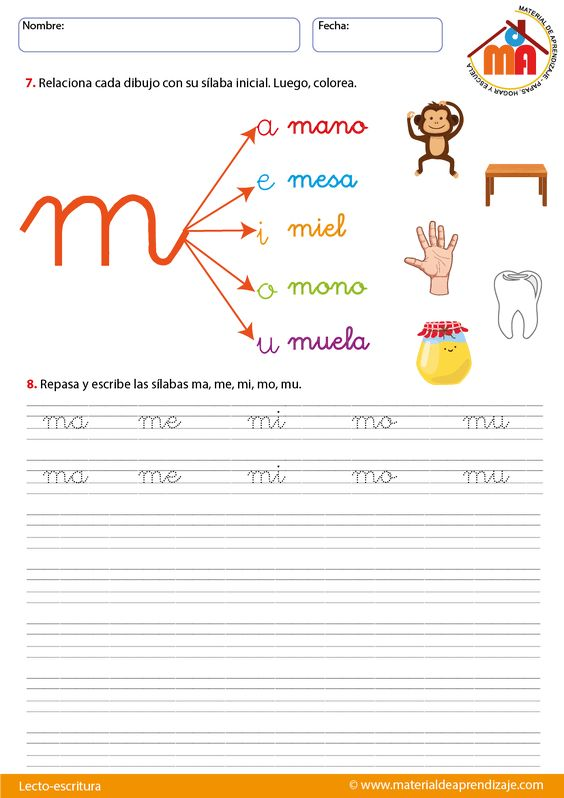 Nombre:
Fecha:
MATERIAL DE APRENDIZAJE - PAPAS, HOGAR Y ESCUELA
mdA
7. Relaciona cada dibujo con su sílaba inicial. Luego, colorea.
m
a mano
e mesa
i miel
o mono
u muela
8. Repasa y escribe las sílabas ma, me, mi, mo, mu.
ma me mi mo mu
ma me mi mo mu
Lecto-escritura
© www.materialdeaprendizaje.com